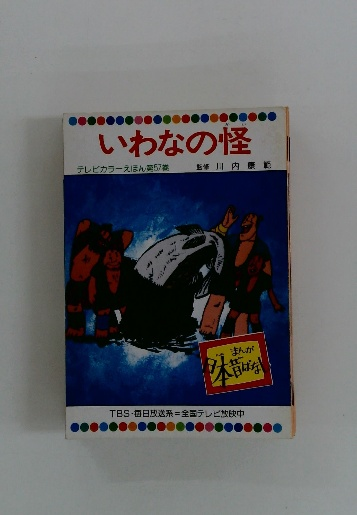 いわなの怪
テレビカラーえほん第57巻 監修 川内康範
まんが
日本昔ばなし
TBS・毎日放送系=全国テレビ放映中